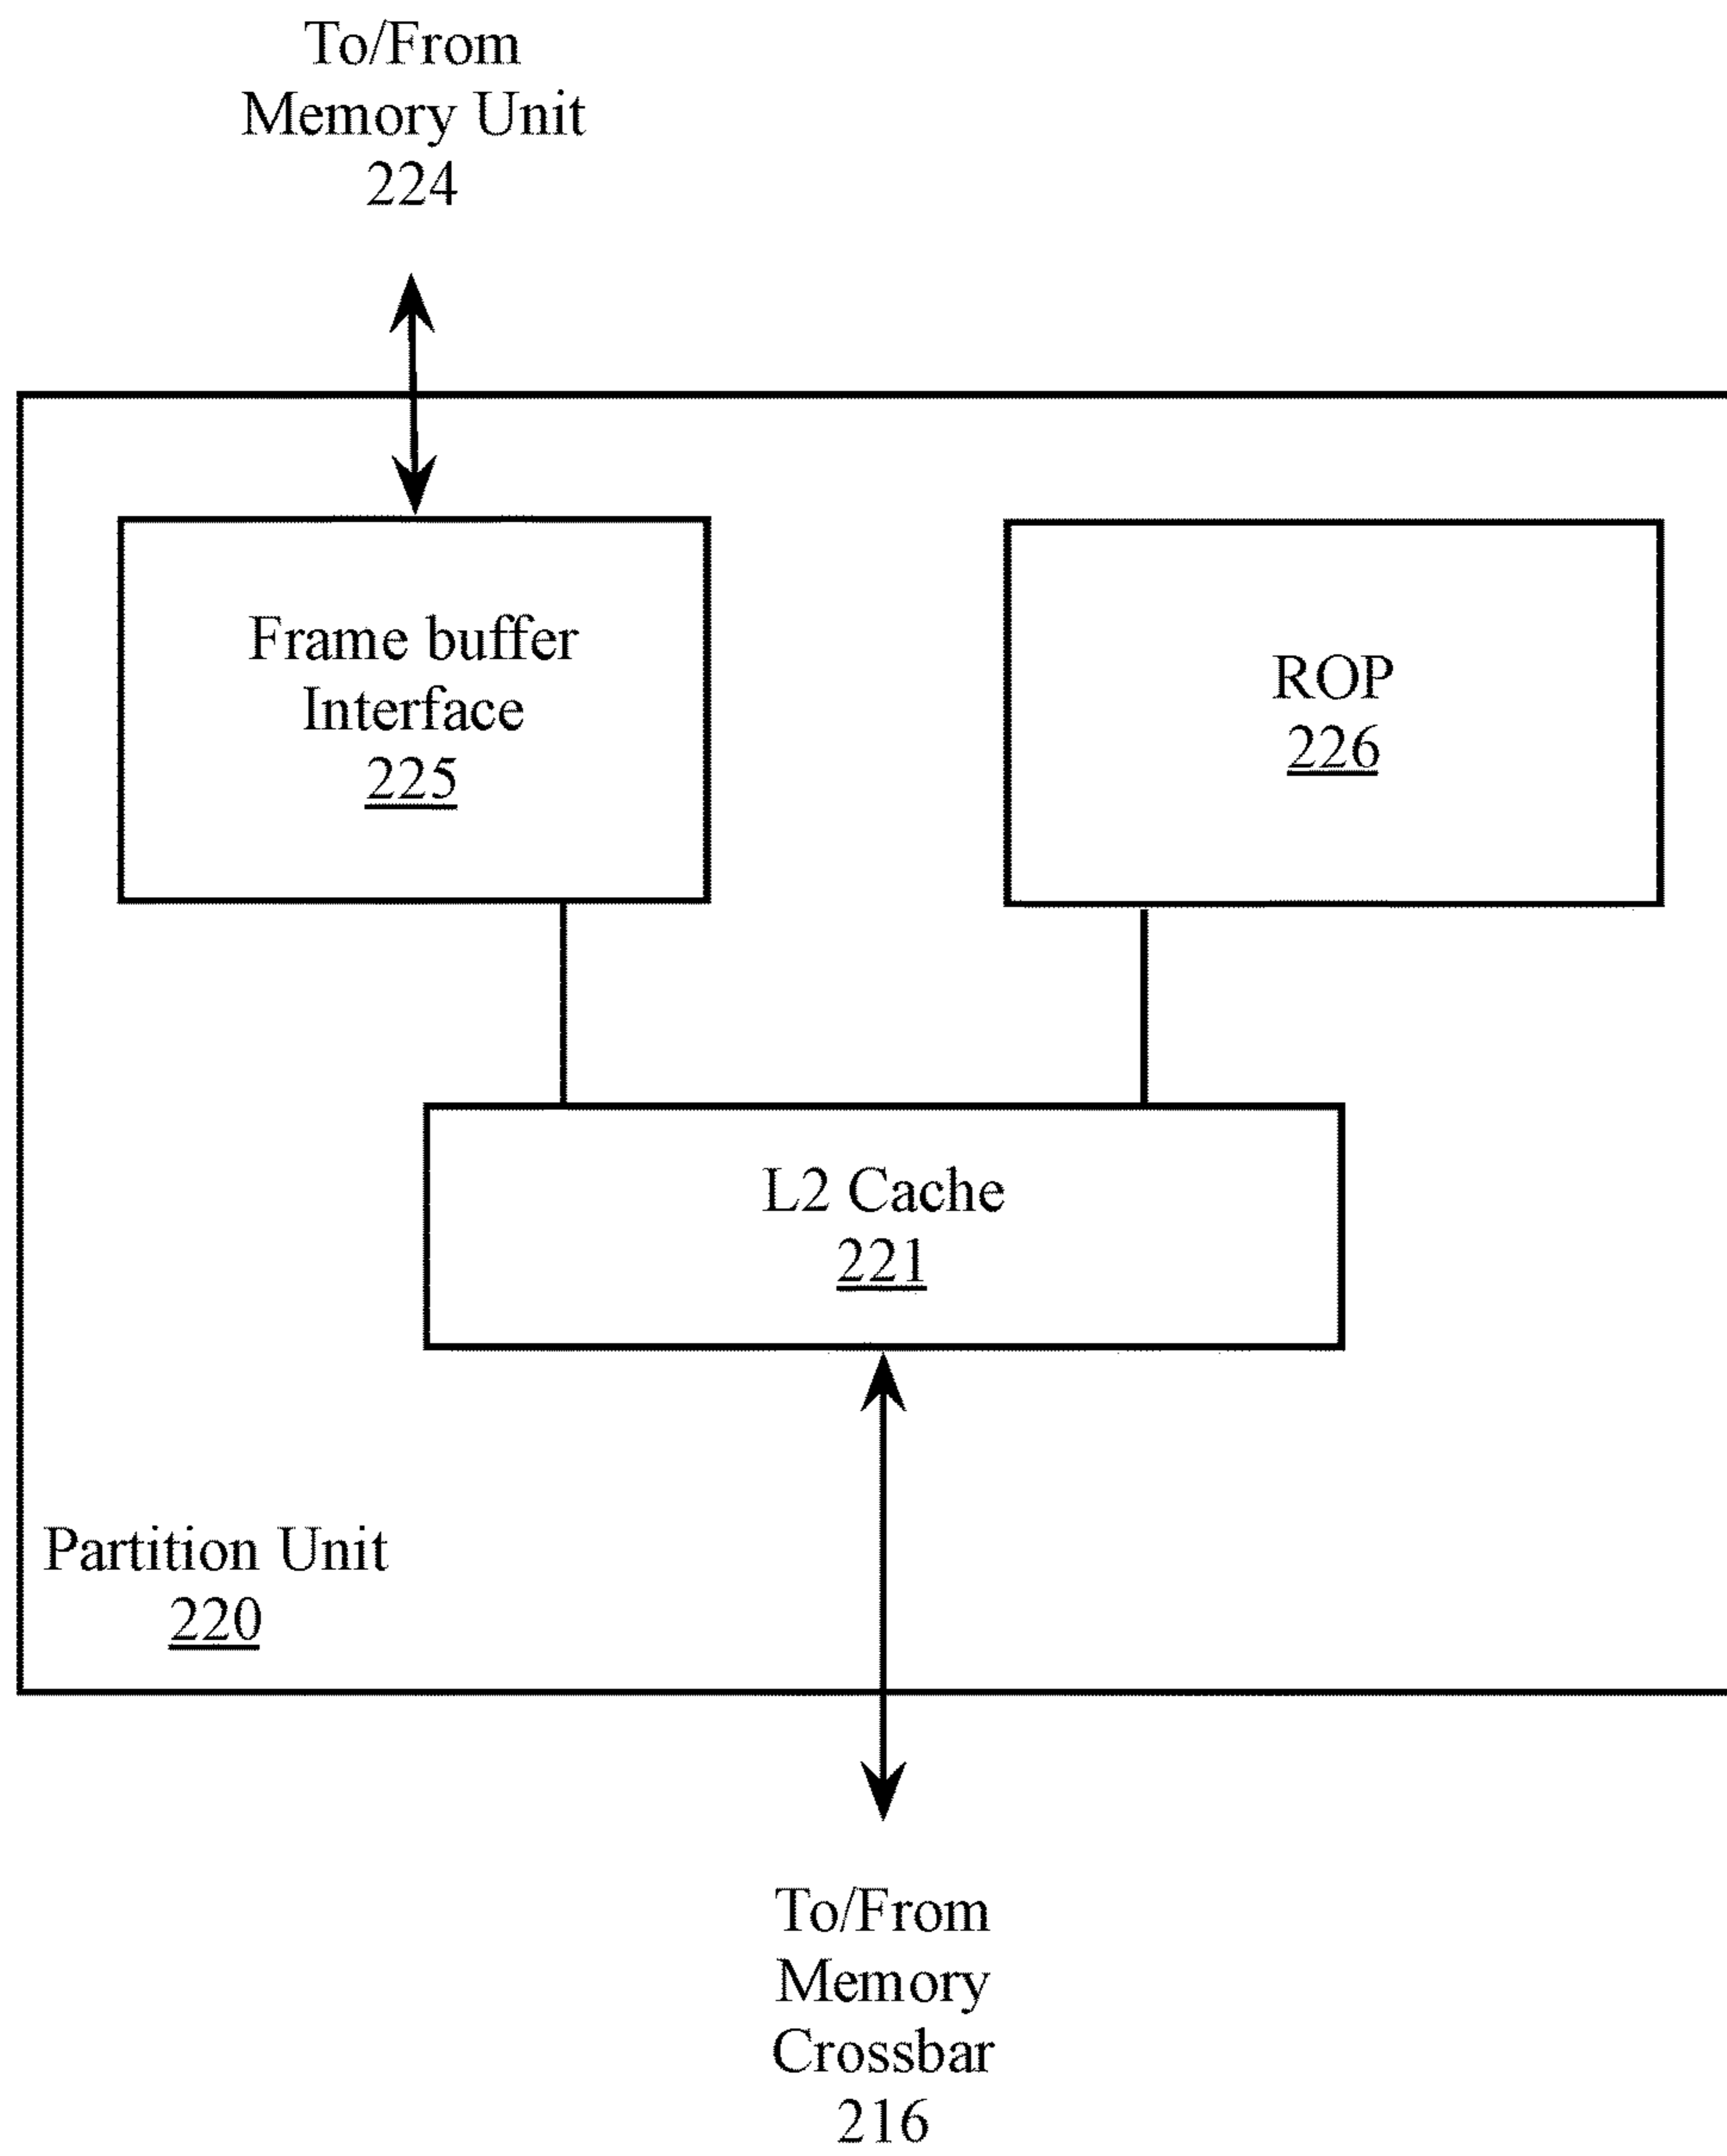 To/From
Memory Unit
224
Frame buffer
Interface
225
ROP
226
L2 Cache
221
Partition Unit
220
To/From
Memory
Crossbar
216